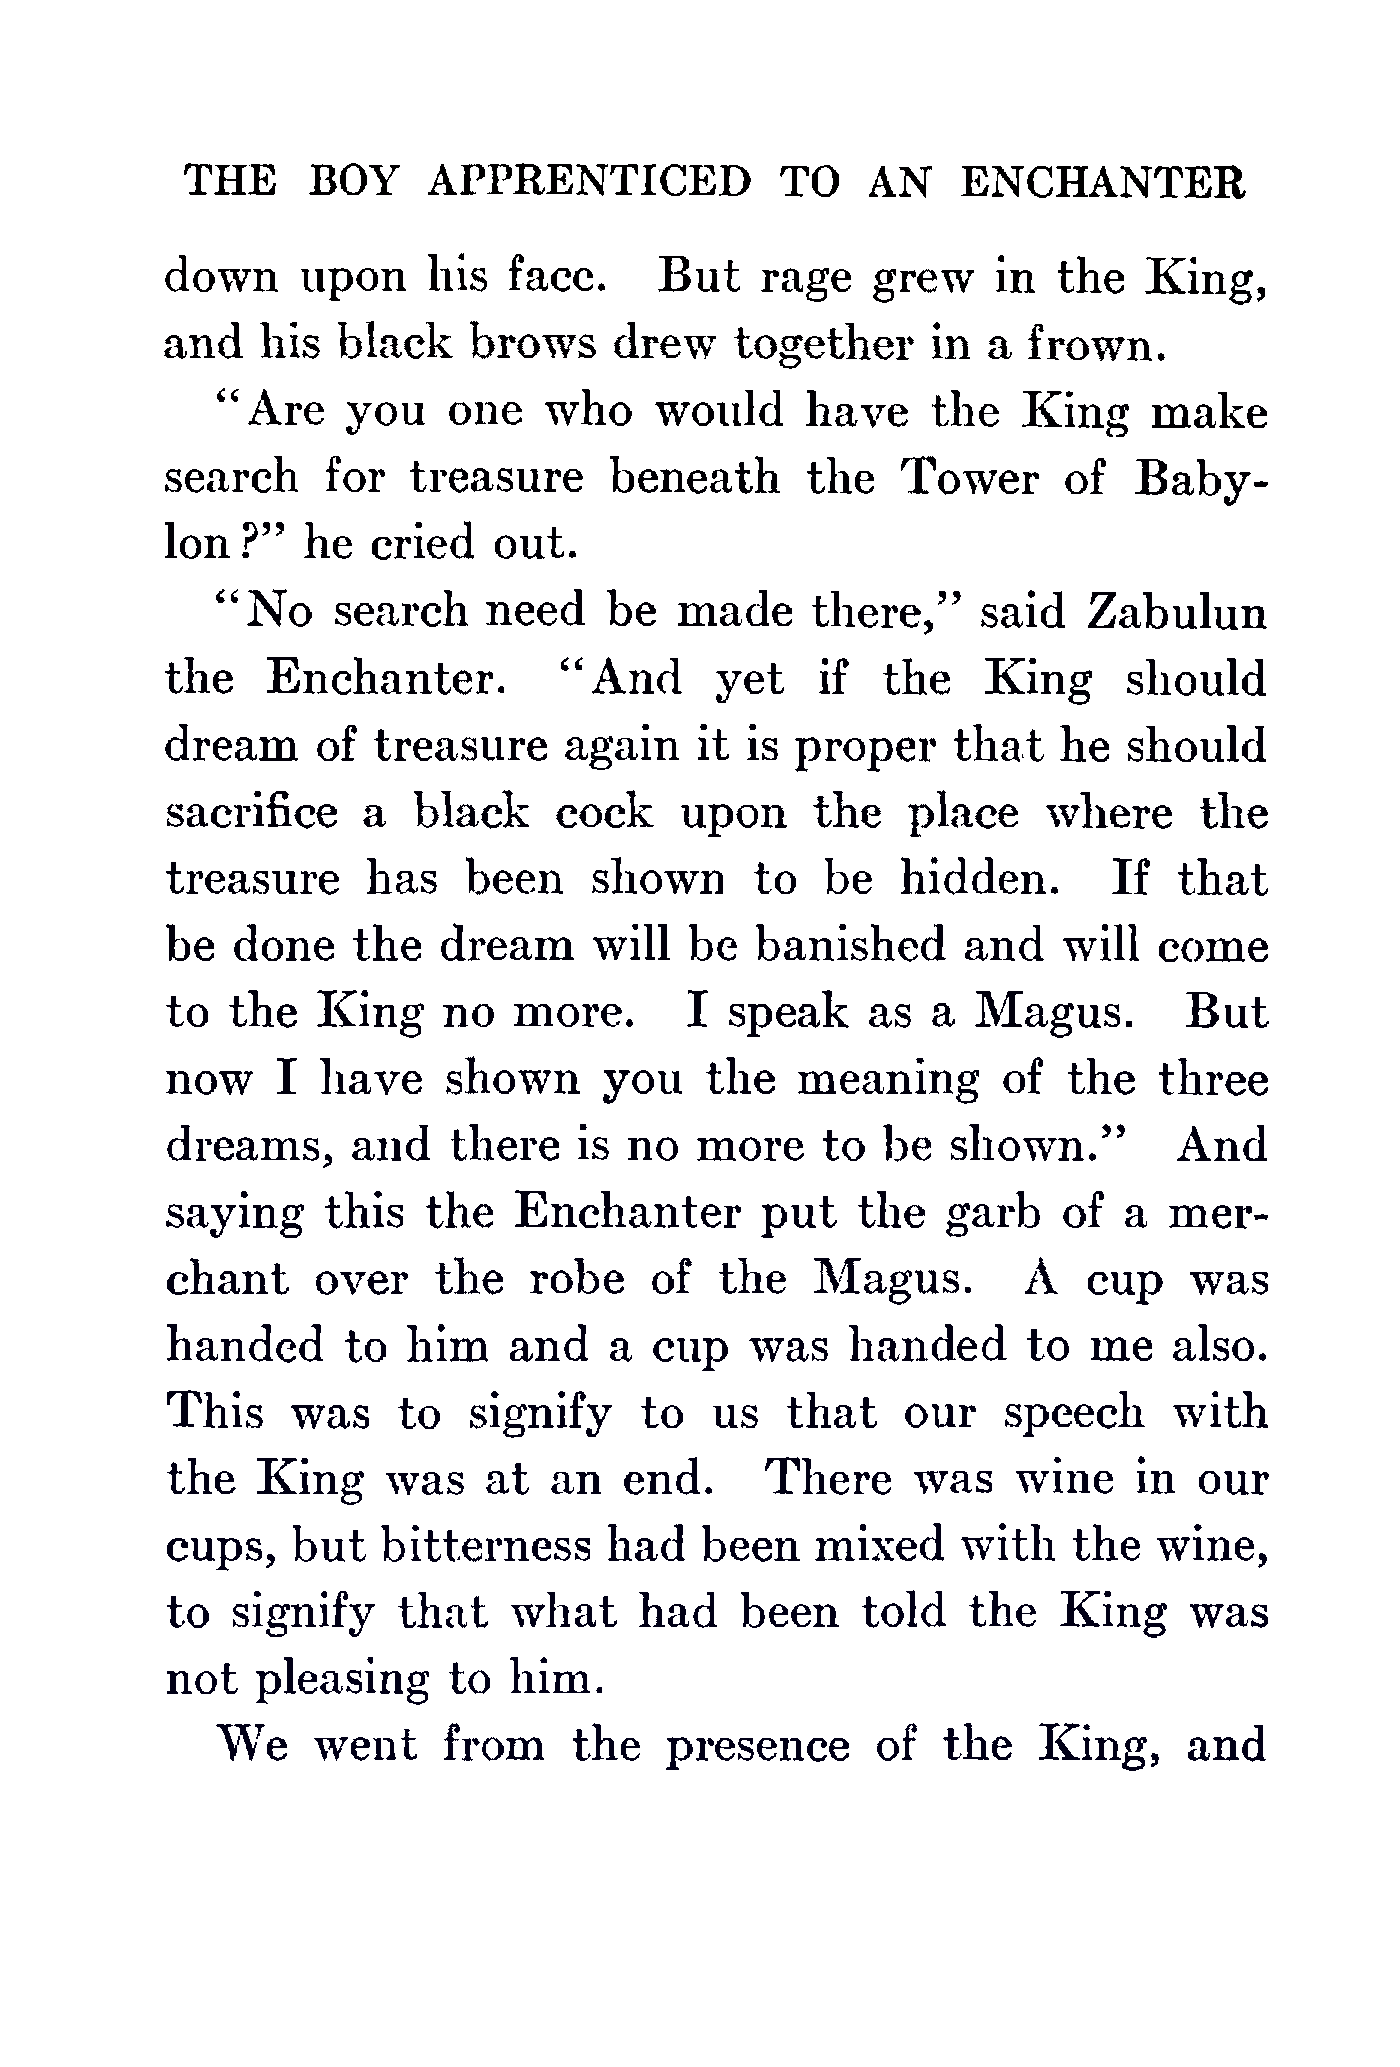 THE BOY APPRENTICED TO AN ENCHANTER
down upon his face. But rage grew in the King,
and his black brows drew together in a frown.
“Are you one who would have the King make
search for treasure beneath the Tower of Baby-
lon?” he cried out.
“No search need be made there,” said Zabulun
the Enchanter. “And yet if the King should
dream of treasure again it is proper that he should
sacrifice a black cock upon the place where the
treasure has been shown to be hidden. If that
be done the dream will be banished and will come
to the King no more. I speak as a Magus. But
now I have shown you the meaning of the three
dreams, and there is no more to be shown.” And
saying this the Enchanter put the garb of a mer-
chant over the robe of the Magus. A cup was
handed to him and a cup was handed to me also.
This was to signify to us that our speech with
the King was at an end. There was wine in our
cups, but bitterness had been mixed with the wine,
to signify that what had been told the King was
not pleasing to him.
We went from the presence of the King, and